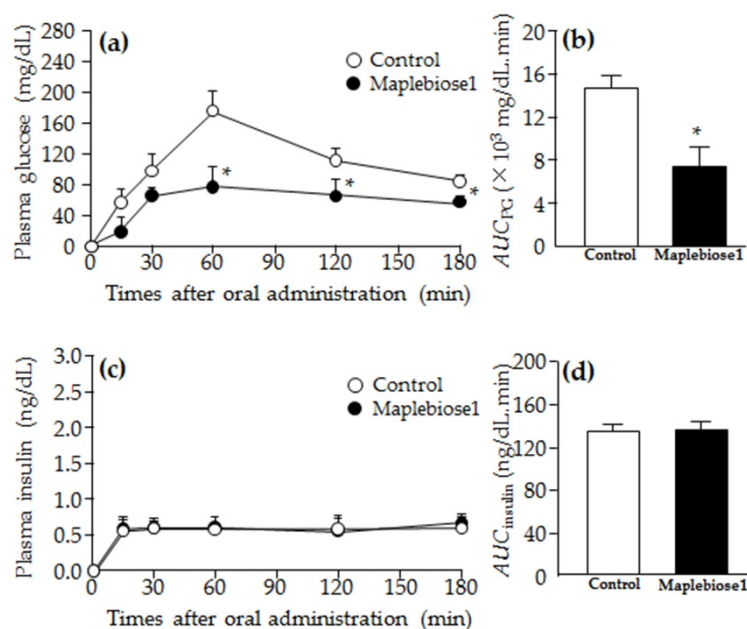 (a)
Plasma glucose (mg/dL)
280
240
200
160
120
80
40
0
Control
Maplebiose1
*
*
*
0 30 60 90 120 150 180
Times after oral administration (min)
(b)
AUCPG (×10³ mg/dL.min)
20
16
12
8
4
0
*
Control Maplebiose1
(c)
Plasma insulin (ng/dL)
3.0
2.5
2.0
1.5
1.0
0.5
0.0
Control
Maplebiose1
0 30 60 90 120 150 180
Times after oral administration (min)
(d)
AUCinsulin (ng/dL.min)
200
160
120
80
40
0
Control Maplebiose1